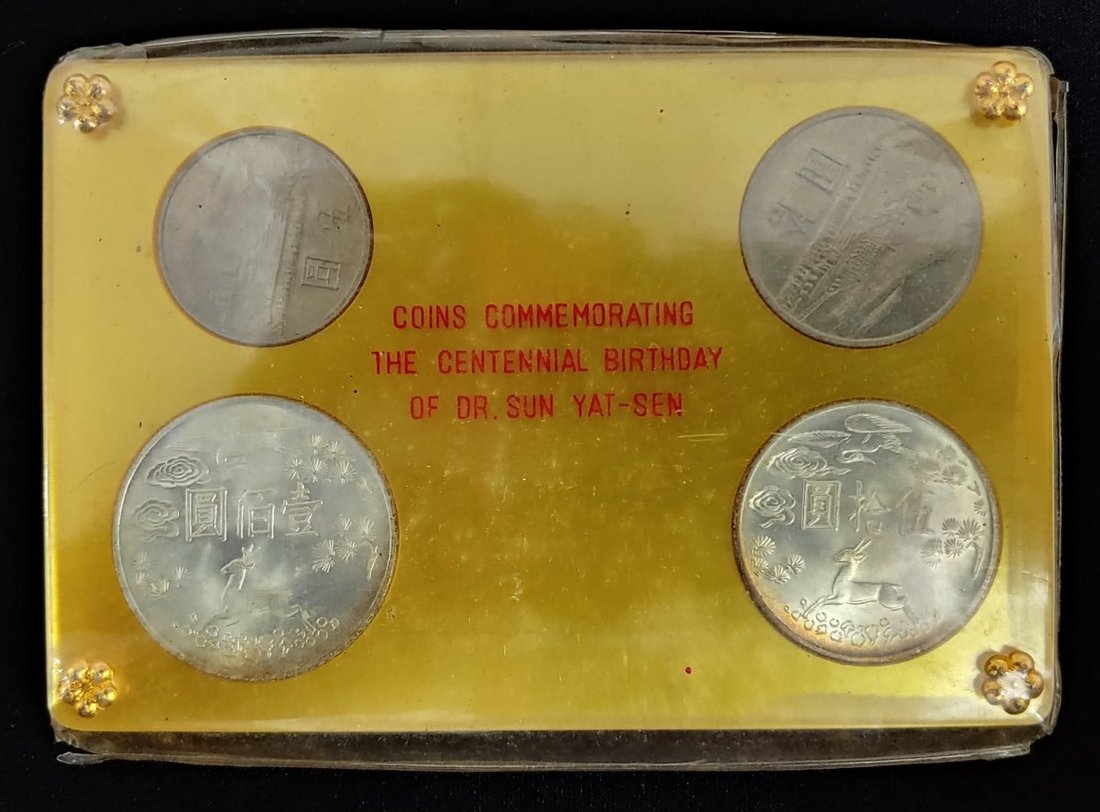 COINS COMMEMORATING
THE CENTENNIAL BIRTHDAY
OF DR. SUN YAT-SEN
壹佰圓
伍拾圓